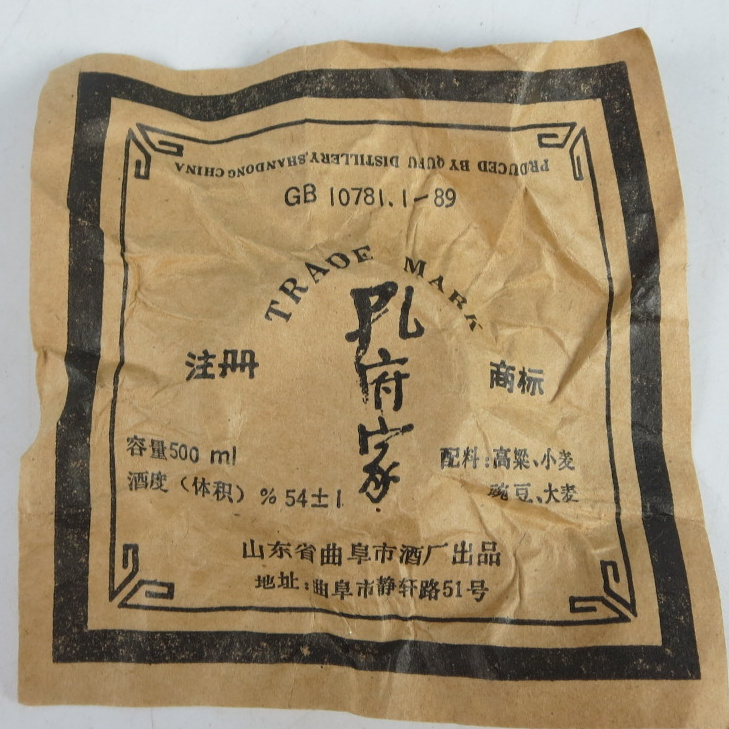 PRODUCED BY QUFU DISTILLERY,SHANDONG CHINA
GB 10781.1-89
TRADE MARK
孔府家
注册 商标
容量500 ml
酒度（体积）% 54±1
配料:高粱、小麦
豌豆、大麦
山东省曲阜市酒厂出品
地址:曲阜市静轩路51号